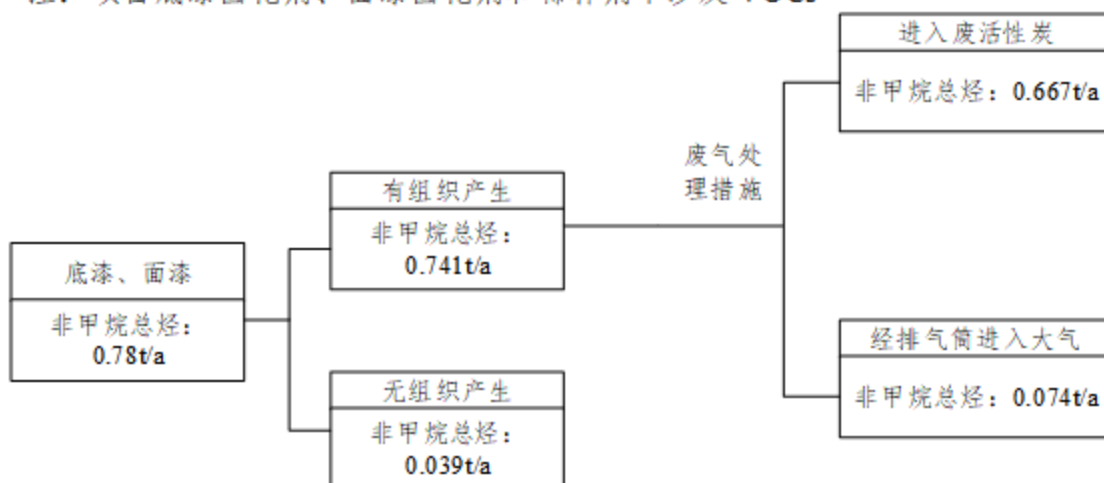 进入废活性炭
非甲烷总烃：0.667t/a
废气处
理措施
有组织产生
非甲烷总烃：
0.741t/a
底漆、面漆
非甲烷总烃：
0.78t/a
经排气筒进入大气
非甲烷总烃：0.074t/a
无组织产生
非甲烷总烃：
0.039t/a